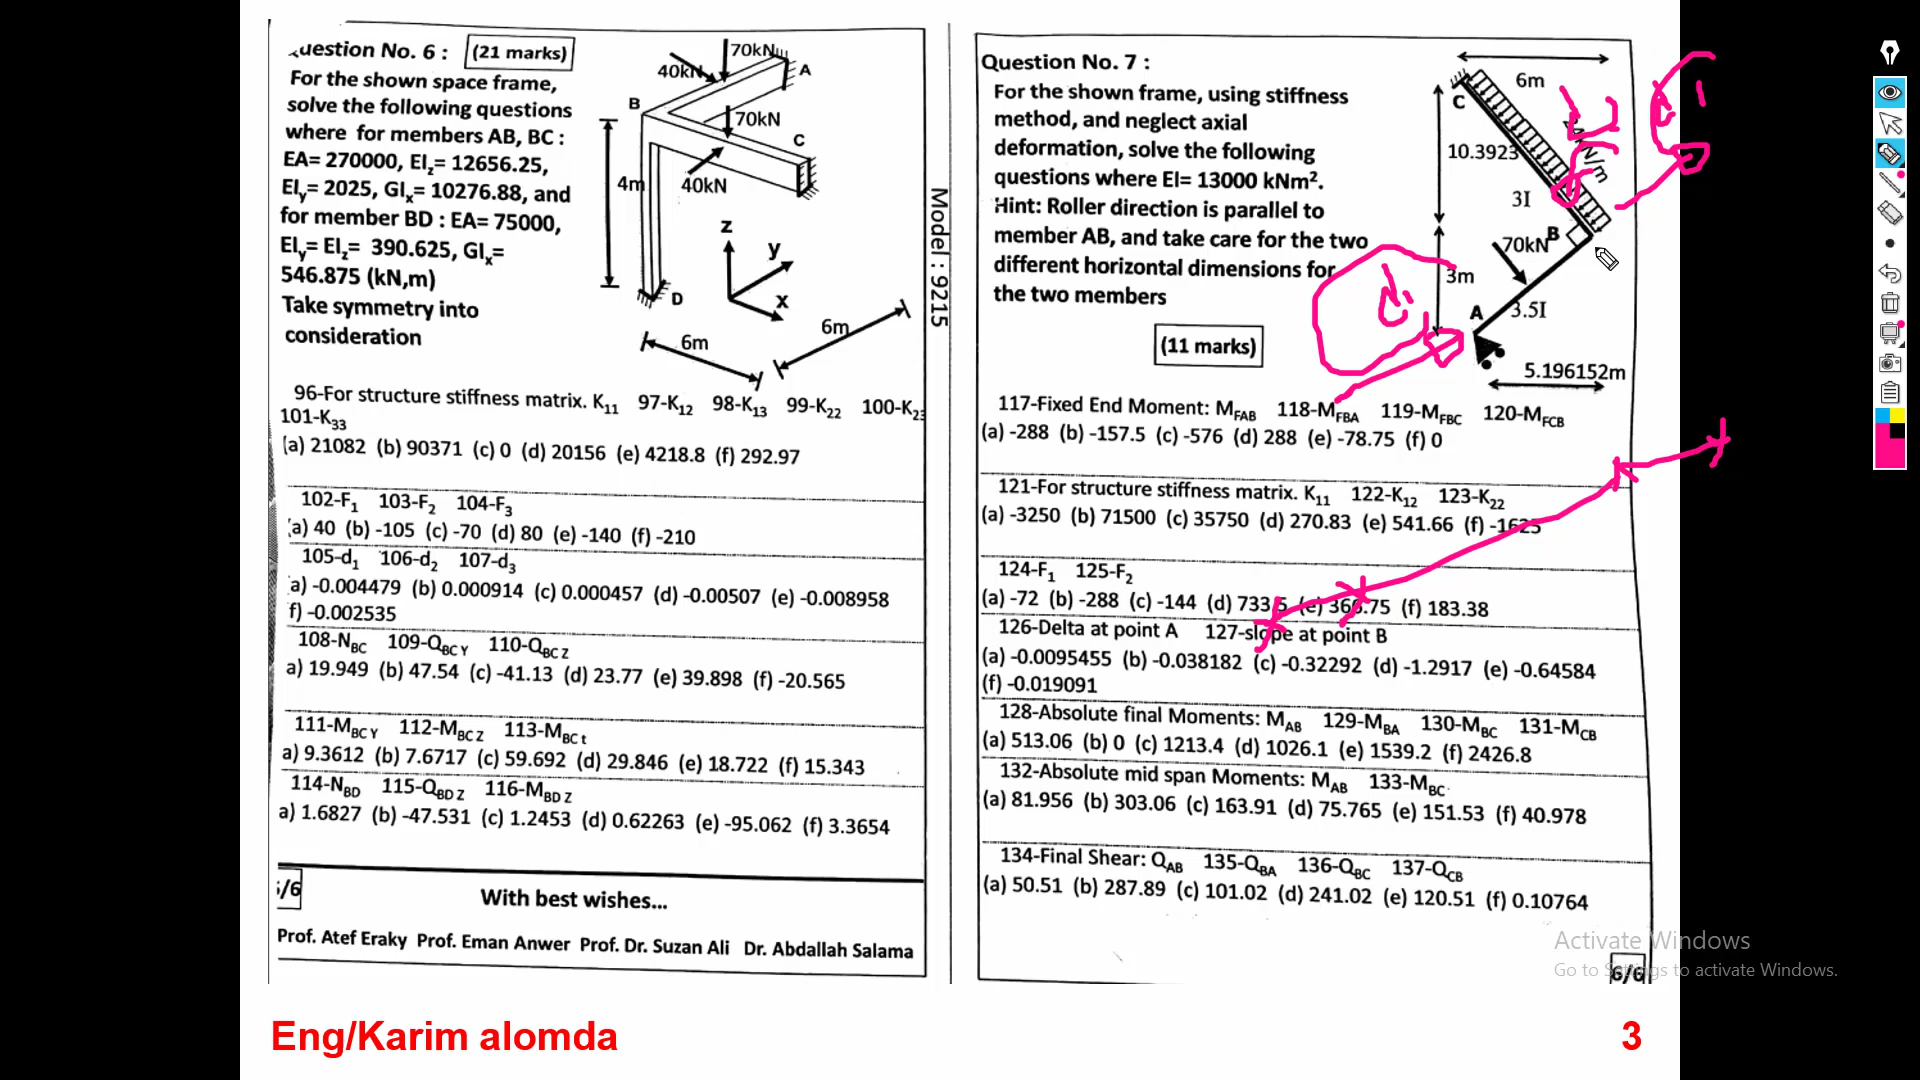 Question No. 6 : (21 marks)
For the shown space frame,
solve the following questions
where for members AB, BC :
EA= 270000, EIz= 12656.25,
EIy= 2025, GIx= 10276.88, and
for member BD : EA= 75000,
EIy= EIz= 390.625, GIx=
546.875 (kN,m)
Take symmetry into
consideration
70kN
40kN
A
B
70kN
C
4m
40kN
z
y
x
D
6m
6m
96-For structure stiffness matrix. K11 97-K12 98-K13 99-K22 100-K23
101-K33
(a) 21082 (b) 90371 (c) 0 (d) 20156 (e) 4218.8 (f) 292.97
102-F1 103-F2 104-F3
(a) 40 (b) -105 (c) -70 (d) 80 (e) -140 (f) -210
105-d1 106-d2 107-d3
a) -0.004479 (b) 0.000914 (c) 0.000457 (d) -0.00507 (e) -0.008958
f) -0.002535
108-NBC 109-QBC Y 110-QBC Z
a) 19.949 (b) 47.54 (c) -41.13 (d) 23.77 (e) 39.898 (f) -20.565
111-MBC Y 112-MBC Z 113-MBC t
a) 9.3612 (b) 7.6717 (c) 59.692 (d) 29.846 (e) 18.722 (f) 15.343
114-NBD 115-QBD Z 116-MBD Z
a) 1.6827 (b) -47.531 (c) 1.2453 (d) 0.62263 (e) -95.062 (f) 3.3654
/6
With best wishes...
Prof. Atef Eraky Prof. Eman Anwer Prof. Dr. Suzan Ali Dr. Abdallah Salama
Model : 9215
Question No. 7 :
For the shown frame, using stiffness
method, and neglect axial
deformation, solve the following
questions where EI= 13000 kNm².
Hint: Roller direction is parallel to
member AB, and take care for the two
different horizontal dimensions for
the two members
(11 marks)
6m
C
10.3923
3I
70kN
B
3m
A
3.5I
5.196152m
d1
117-Fixed End Moment: MFAB 118-MFBA 119-MFBC 120-MFCB
(a) -288 (b) -157.5 (c) -576 (d) 288 (e) -78.75 (f) 0
121-For structure stiffness matrix. K11 122-K12 123-K22
(a) -3250 (b) 71500 (c) 35750 (d) 270.83 (e) 541.66 (f) -1625
124-F1 125-F2
(a) -72 (b) -288 (c) -144 (d) 733.5 (e) 366.75 (f) 183.38
126-Delta at point A 127-slope at point B
(a) -0.0095455 (b) -0.038182 (c) -0.32292 (d) -1.2917 (e) -0.64584
(f) -0.019091
128-Absolute final Moments: MAB 129-MBA 130-MBC 131-MCB
(a) 513.06 (b) 0 (c) 1213.4 (d) 1026.1 (e) 1539.2 (f) 2426.8
132-Absolute mid span Moments: MAB 133-MBC
(a) 81.956 (b) 303.06 (c) 163.91 (d) 75.765 (e) 151.53 (f) 40.978
134-Final Shear: QAB 135-QBA 136-QBC 137-QCB
(a) 50.51 (b) 287.89 (c) 101.02 (d) 241.02 (e) 120.51 (f) 0.10764
6/6
Activate Windows
Go to Settings to activate Windows.
Eng/Karim alomda
3